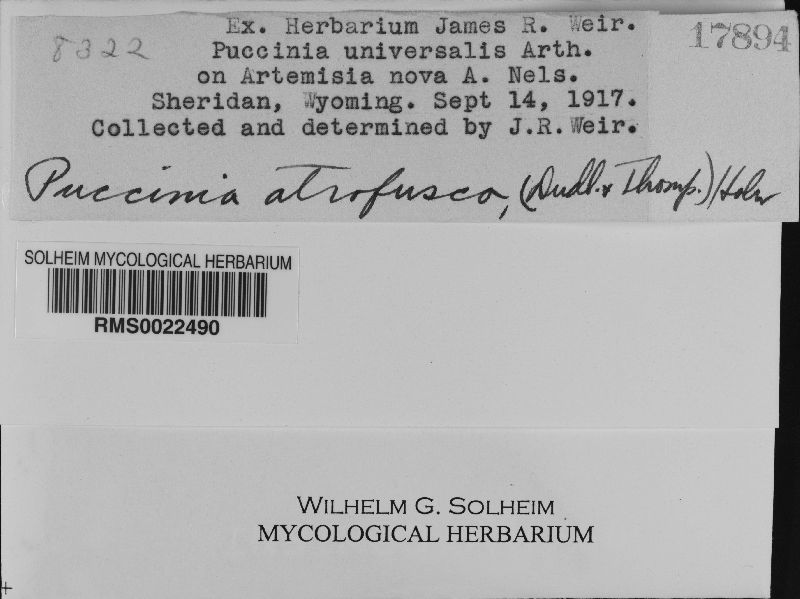 8322
Ex. Herbarium James R. Weir.
17894
Puccinia universalis Arth.
on Artemisia nova A. Nels.
Sheridan, Wyoming. Sept 14, 1917.
Collected and determined by J.R. Weir.
Puccinia atrofusca, (Dudl. & Thomp.) Holw
SOLHEIM MYCOLOGICAL HERBARIUM
RMS0022490
WILHELM G. SOLHEIM
MYCOLOGICAL HERBARIUM